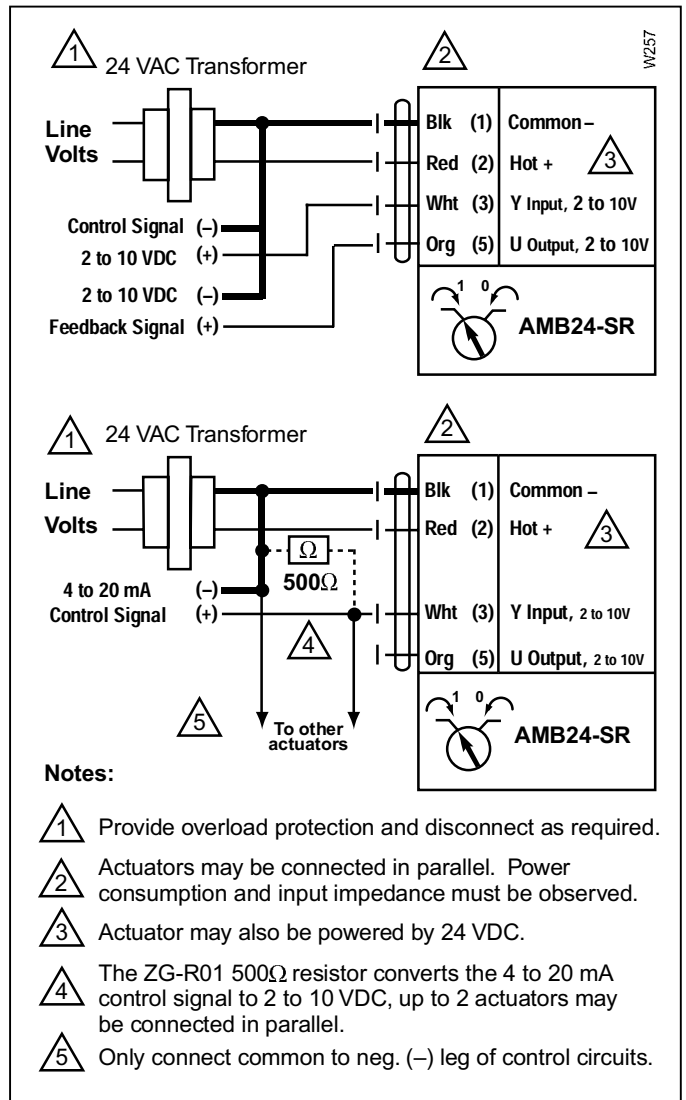 W257
1 24 VAC Transformer 2
Line Volts
Blk (1) Common –
Red (2) Hot + 3
Wht (3) Y Input, 2 to 10V
Org (5) U Output, 2 to 10V
Control Signal (–)
2 to 10 VDC (+)
2 to 10 VDC (–)
Feedback Signal (+)
1 0
AMB24-SR
1 24 VAC Transformer 2
Line
Volts
Blk (1) Common –
Red (2) Hot + 3
Ω
500Ω
4 to 20 mA (–)
Control Signal (+)
4
Wht (3) Y Input, 2 to 10V
Org (5) U Output, 2 to 10V
5 To other
actuators
1 0
AMB24-SR
Notes:
1 Provide overload protection and disconnect as required.
2 Actuators may be connected in parallel. Power
consumption and input impedance must be observed.
3 Actuator may also be powered by 24 VDC.
4 The ZG-R01 500Ω resistor converts the 4 to 20 mA
control signal to 2 to 10 VDC, up to 2 actuators may
be connected in parallel.
5 Only connect common to neg. (–) leg of control circuits.